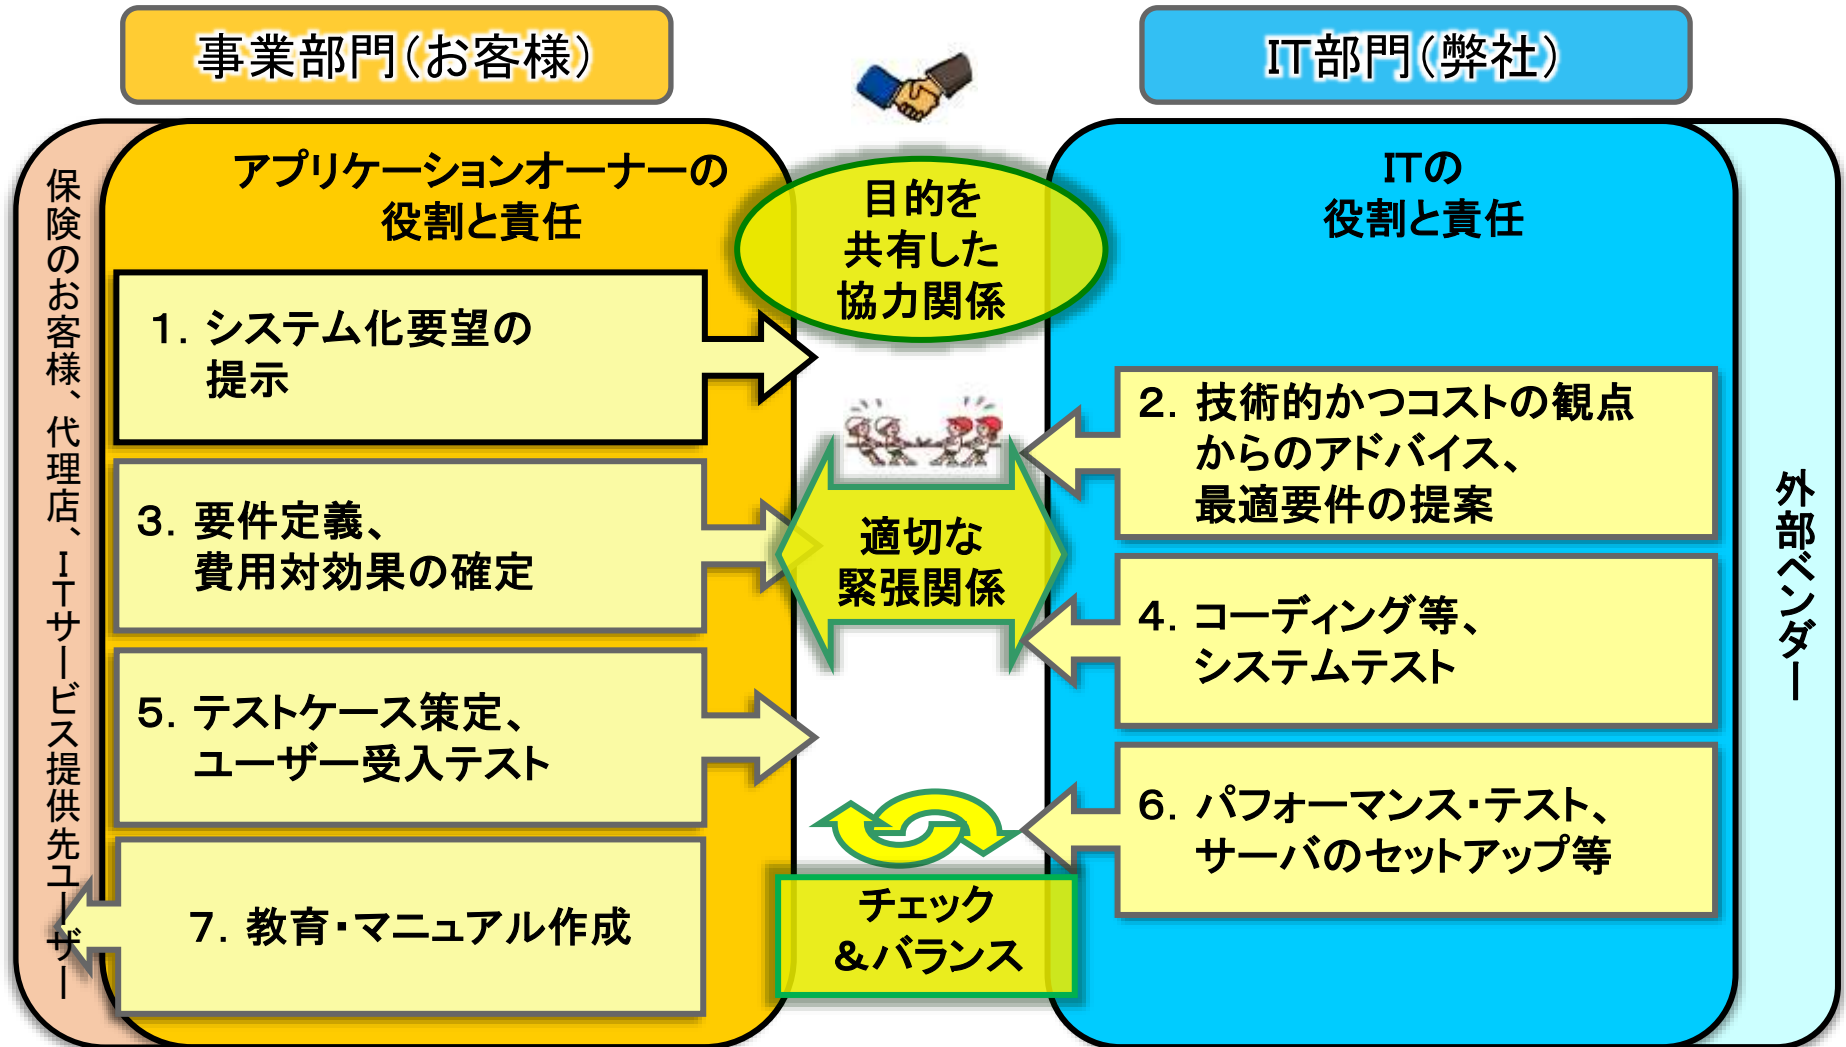 事業部門(お客様)
IT部門(弊社)
保険のお客様、代理店、ITサービス提供先ユーザー
アプリケーションオーナーの
役割と責任
1. システム化要望の
提示
3. 要件定義、
費用対効果の確定
5. テストケース策定、
ユーザー受入テスト
7. 教育・マニュアル作成
目的を
共有した
協力関係
適切な
緊張関係
チェック
&バランス
ITの
役割と責任
2. 技術的かつコストの観点
からのアドバイス、
最適要件の提案
4. コーディング等、
システムテスト
6. パフォーマンス・テスト、
サーバのセットアップ等
外部ベンダー